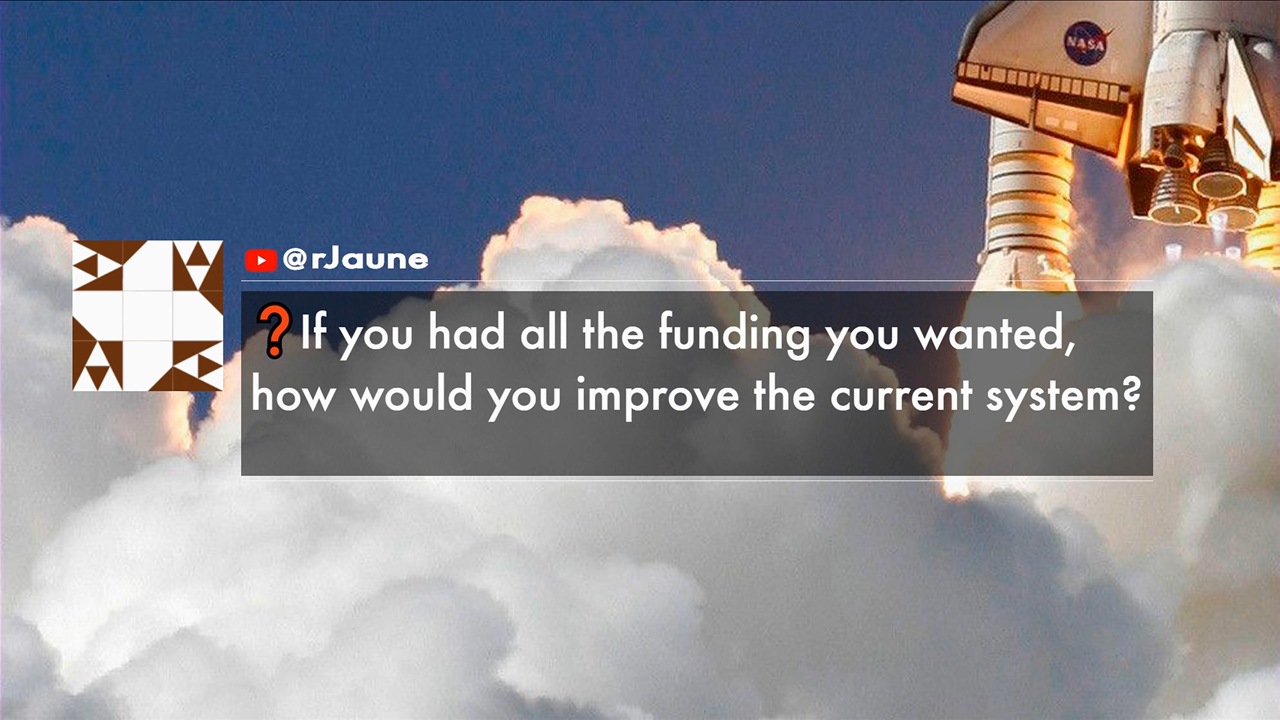 NASA
@rJaune
❓If you had all the funding you wanted,
how would you improve the current system?